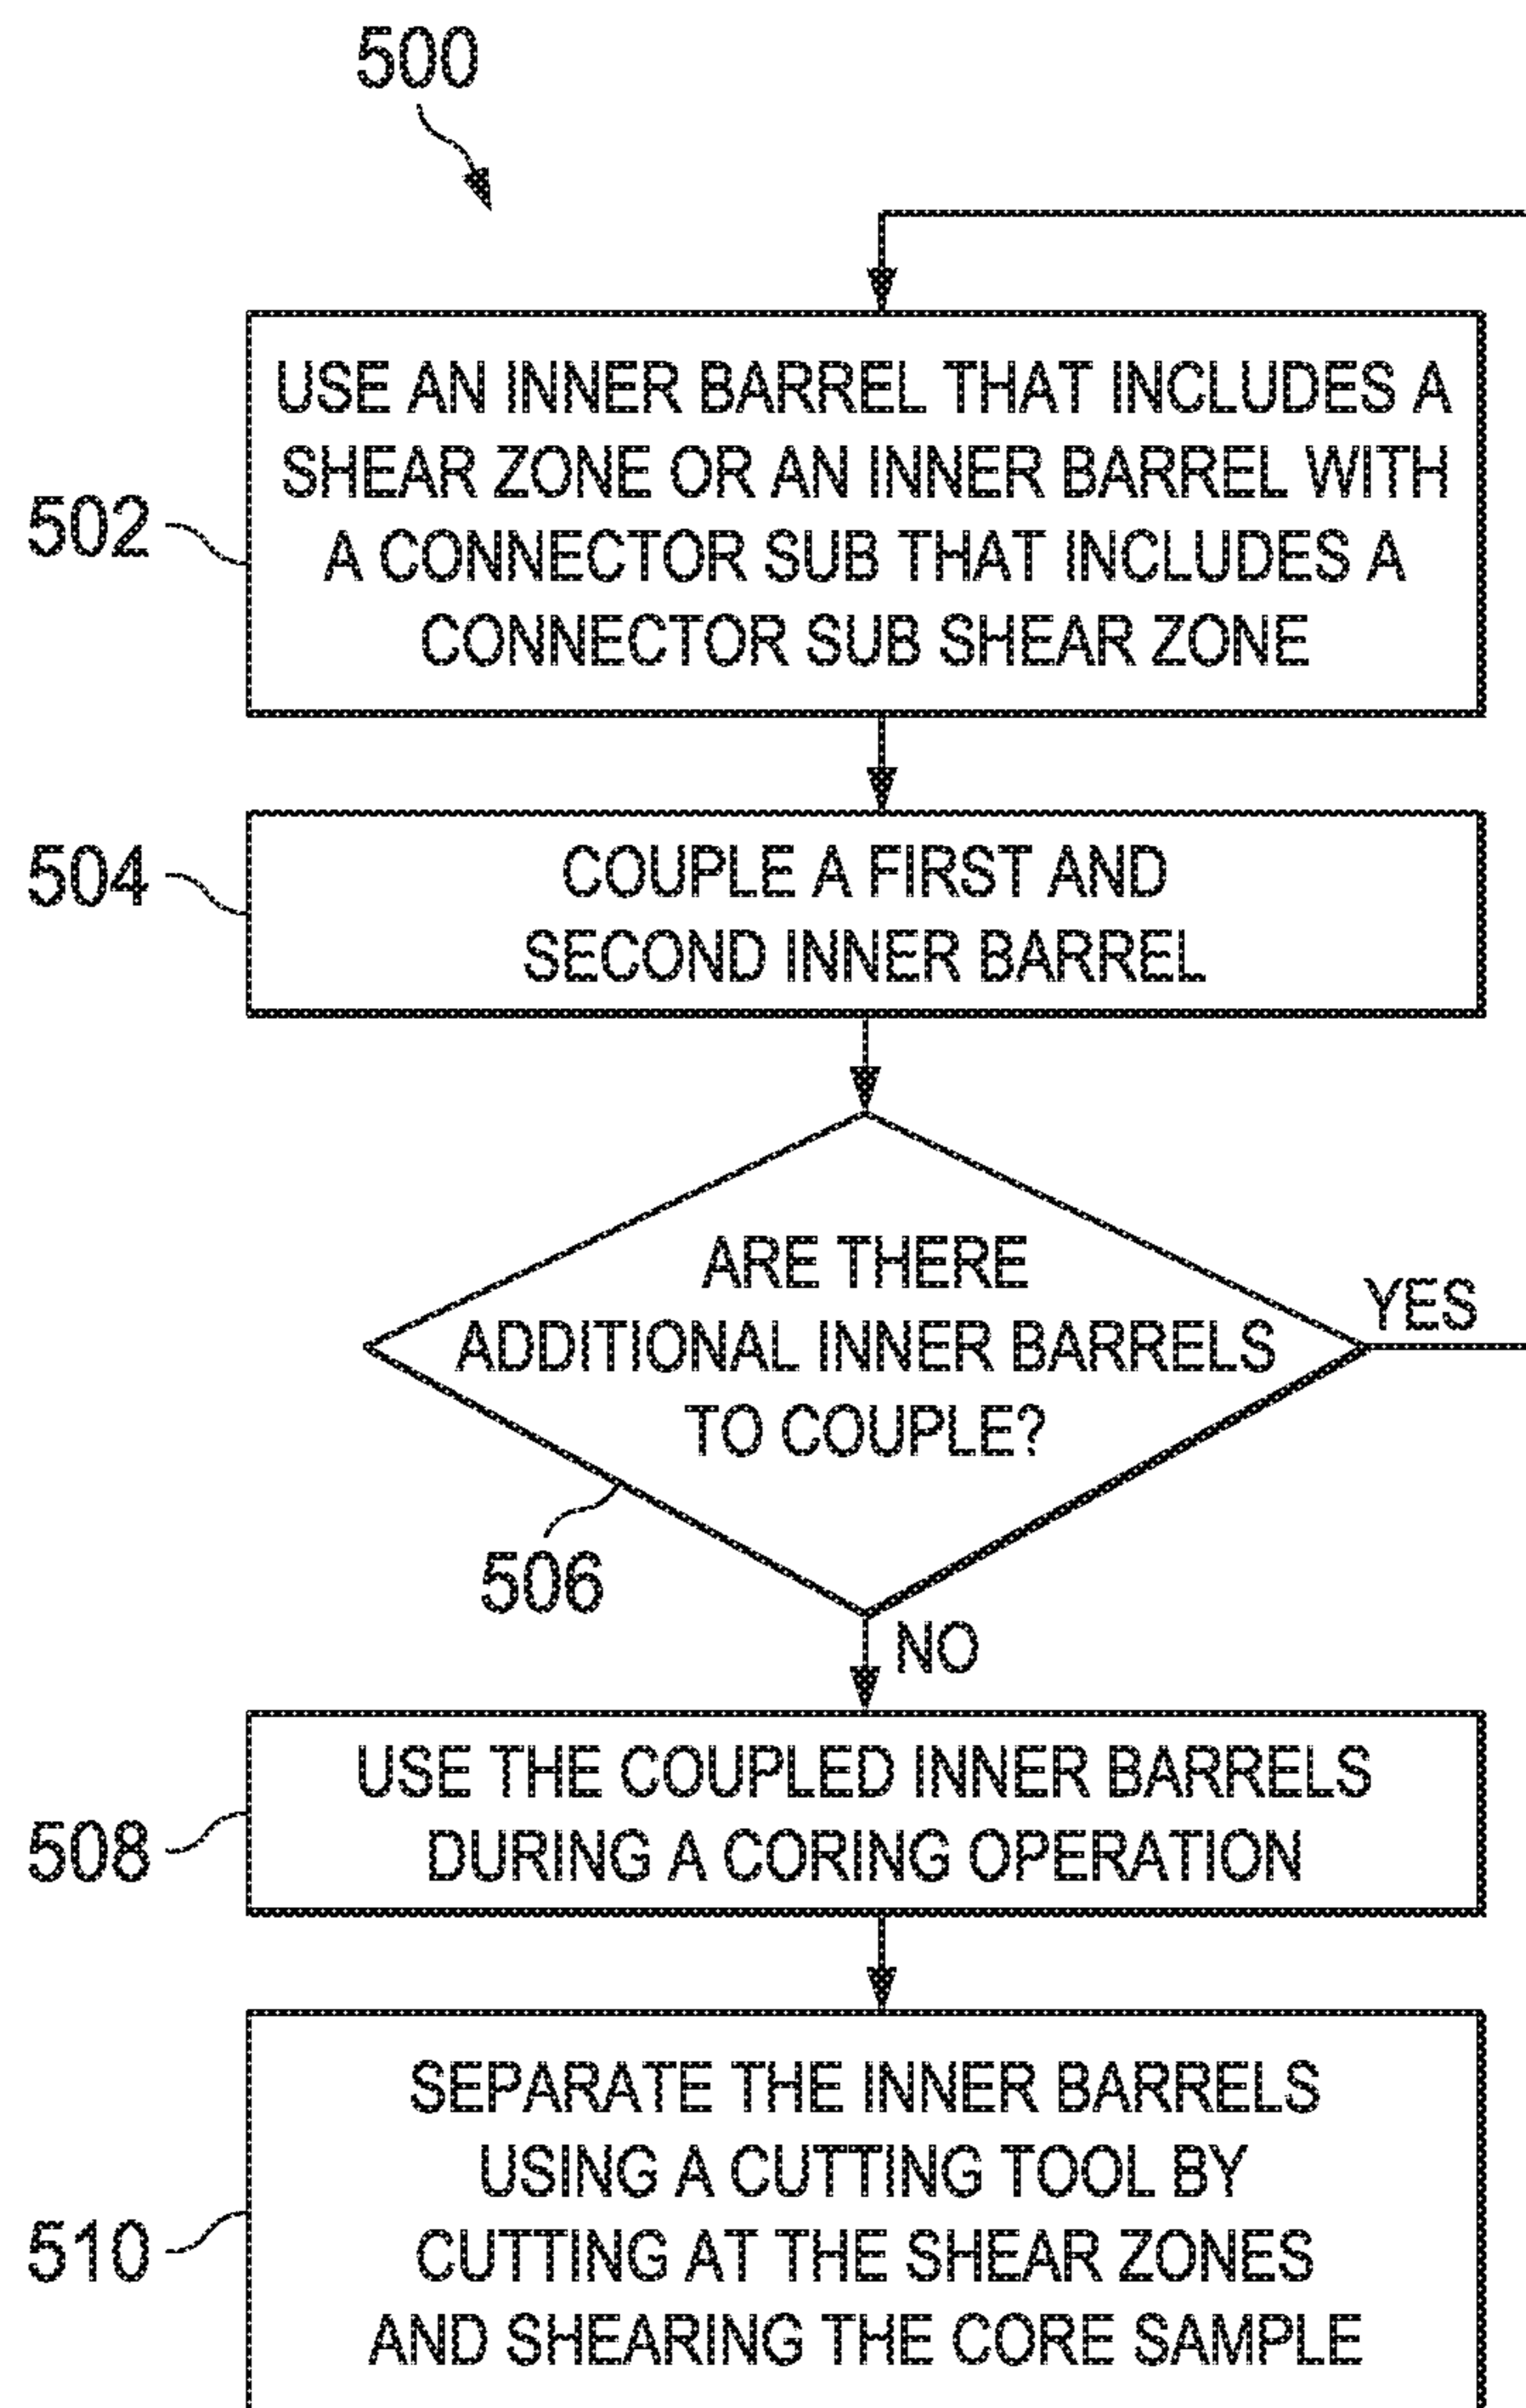 500
502
USE AN INNER BARREL THAT INCLUDES A
SHEAR ZONE OR AN INNER BARREL WITH
A CONNECTOR SUB THAT INCLUDES A
CONNECTOR SUB SHEAR ZONE
504
COUPLE A FIRST AND
SECOND INNER BARREL
ARE THERE
ADDITIONAL INNER BARRELS
TO COUPLE?
YES
506
NO
508
USE THE COUPLED INNER BARRELS
DURING A CORING OPERATION
510
SEPARATE THE INNER BARRELS
USING A CUTTING TOOL BY
CUTTING AT THE SHEAR ZONES
AND SHEARING THE CORE SAMPLE